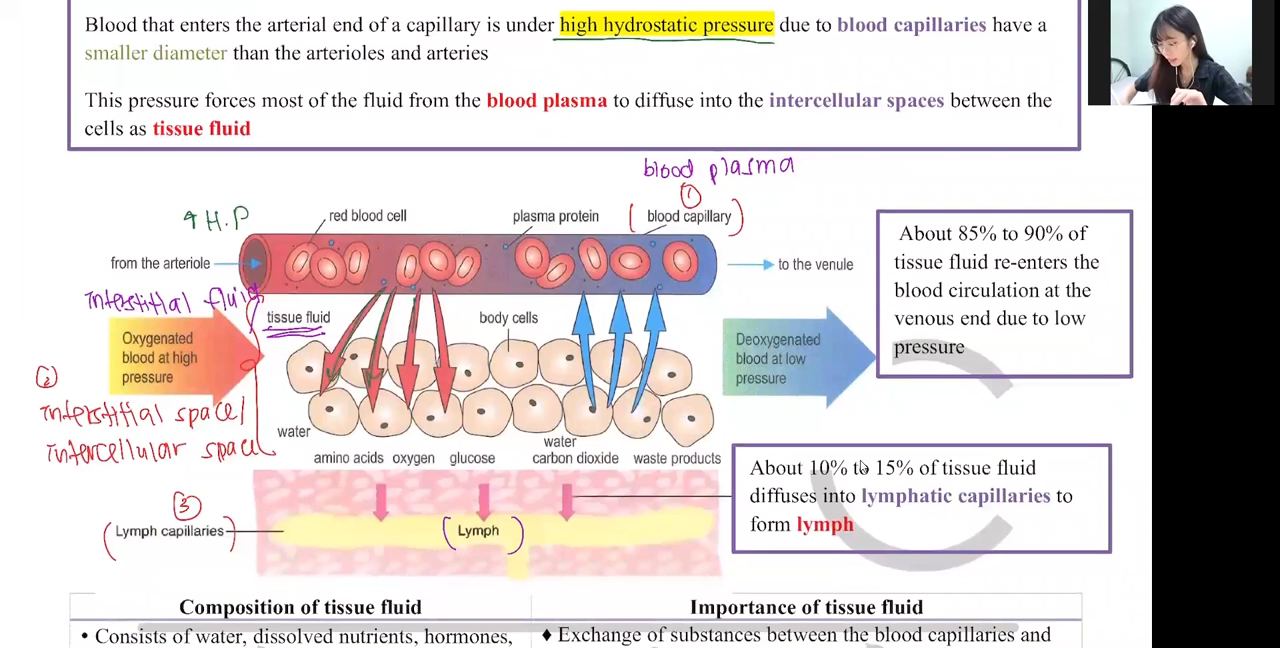 Blood that enters the arterial end of a capillary is under high hydrostatic pressure due to blood capillaries have a
smaller diameter than the arterioles and arteries
This pressure forces most of the fluid from the blood plasma to diffuse into the intercellular spaces between the
cells as tissue fluid
blood plasma
①
↑ H.P
red blood cell
plasma protein
(blood capillary)
from the arteriole
to the venule
interstitial fluid
tissue fluid
body cells
Oxygenated
blood at high
pressure
Deoxygenated
blood at low
pressure
About 85% to 90% of
tissue fluid re-enters the
blood circulation at the
venous end due to low
pressure
②
interstitial space/
intercellular space
water
amino acids
oxygen
glucose
water
carbon dioxide
waste products
About 10% to 15% of tissue fluid
diffuses into lymphatic capillaries to
form lymph
③
(Lymph capillaries)
(Lymph)
Composition of tissue fluid
Importance of tissue fluid
• Consists of water, dissolved nutrients, hormones,
♦ Exchange of substances between the blood capillaries and